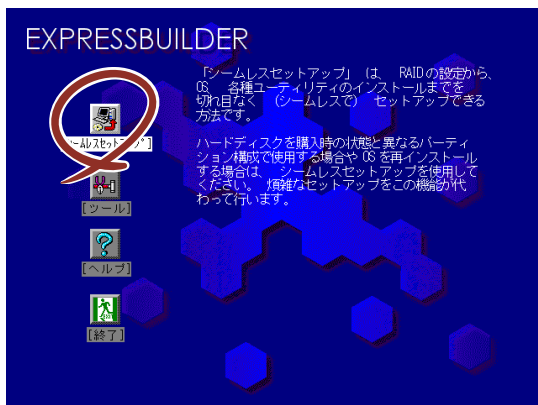 EXPRESSBUILDER
「シームレスセットアップ」 は、 RAIDの設定から、
OS、 各種ユーティリティのインストールまでを
切れ目なく (シームレスで) セットアップできる
方法です。
ハードディスクを購入時の状態と異なるパーティ
ション構成で使用する場合や OS を再インストール
する場合は、 シームレスセットアップを使用して
ください。 煩雑なセットアップをこの機能が代
わって行います。
[ツール]
[ヘルプ]
[終了]